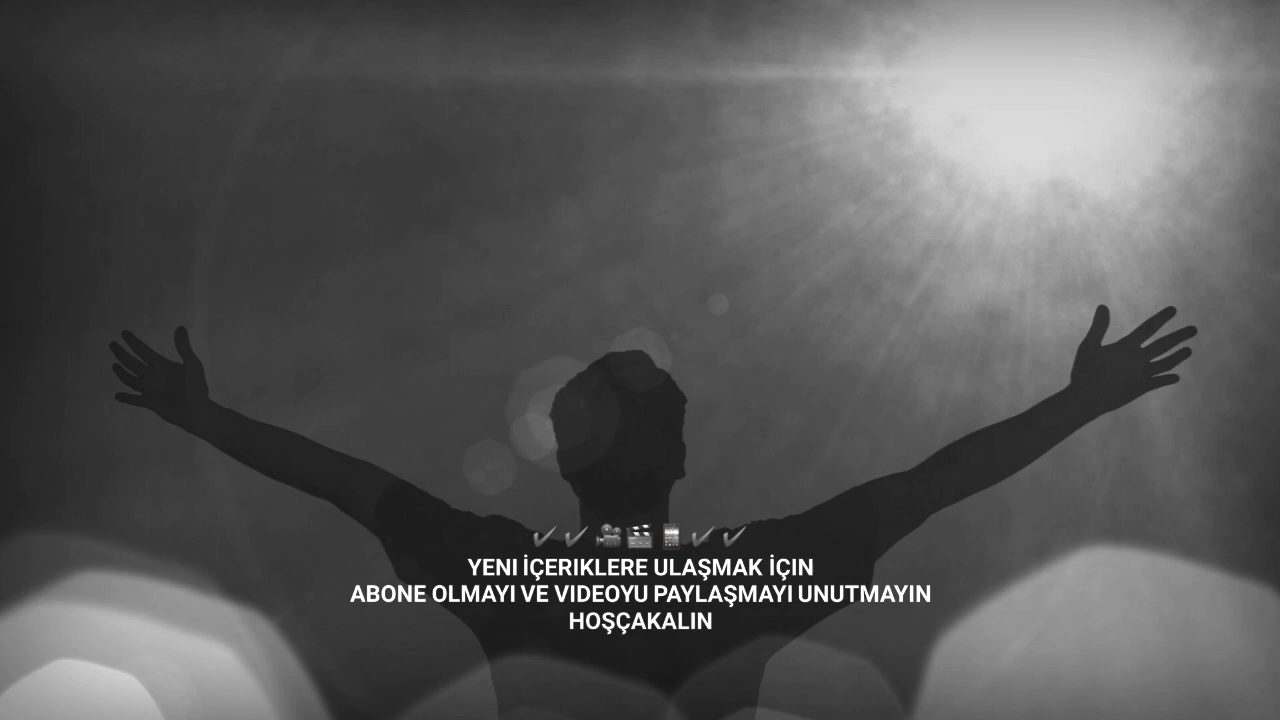 ✔✔🎥🎬📱✔✔
YENI İÇERIKLERE ULAŞMAK İÇIN
ABONE OLMAYI VE VIDEOYU PAYLAŞMAYI UNUTMAYIN
HOŞÇAKALIN